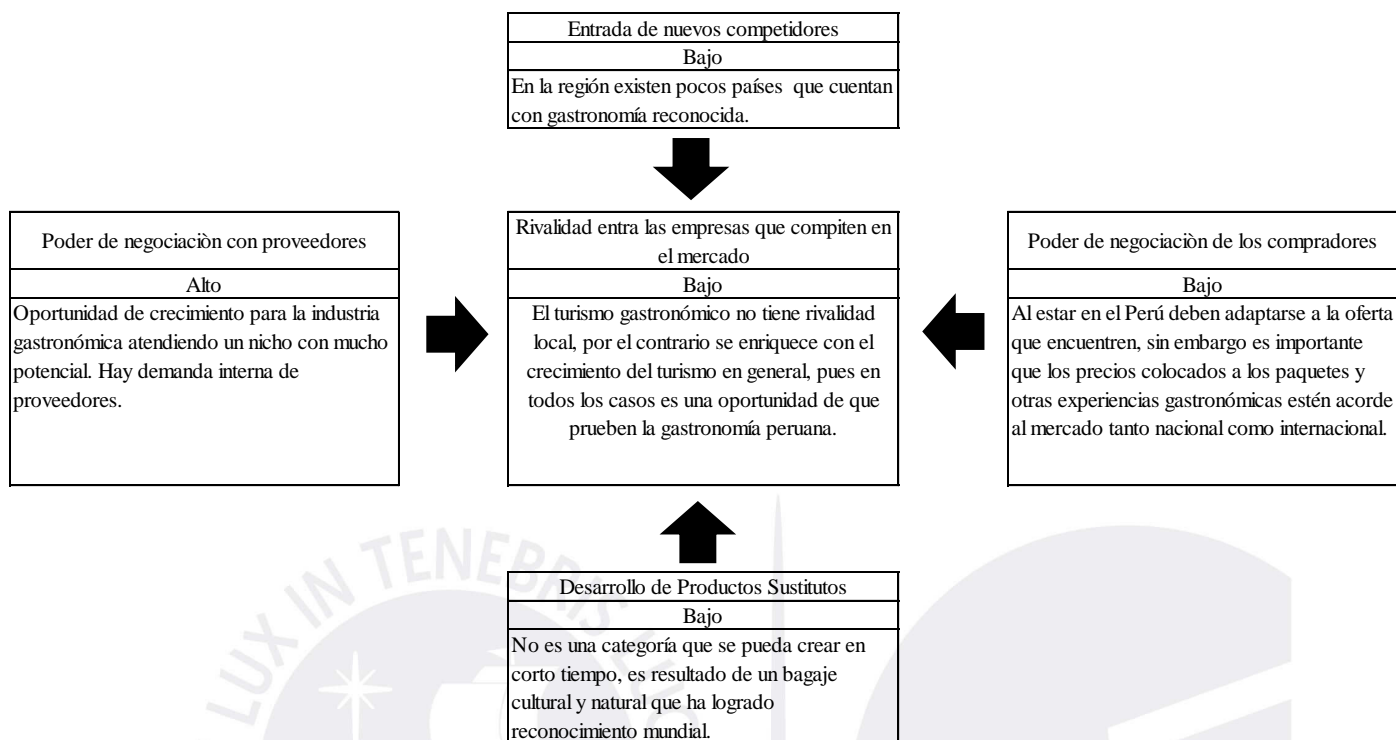 Entrada de nuevos competidores
Bajo
En la región existen pocos países que cuentan
con gastronomía reconocida.
Poder de negociaciòn con proveedores
Alto
Oportunidad de crecimiento para la industria
gastronómica atendiendo un nicho con mucho
potencial. Hay demanda interna de
proveedores.
Rivalidad entra las empresas que compiten en
el mercado
Bajo
El turismo gastronómico no tiene rivalidad
local, por el contrario se enriquece con el
crecimiento del turismo en general, pues en
todos los casos es una oportunidad de que
prueben la gastronomía peruana.
Poder de negociaciòn de los compradores
Bajo
Al estar en el Perú deben adaptarse a la oferta
que encuentren, sin embargo es importante
que los precios colocados a los paquetes y
otras experiencias gastronómicas estén acorde
al mercado tanto nacional como internacional.
Desarrollo de Productos Sustitutos
Bajo
No es una categoría que se pueda crear en
corto tiempo, es resultado de un bagaje
cultural y natural que ha logrado
reconocimiento mundial.
LUX IN TENEBRIS